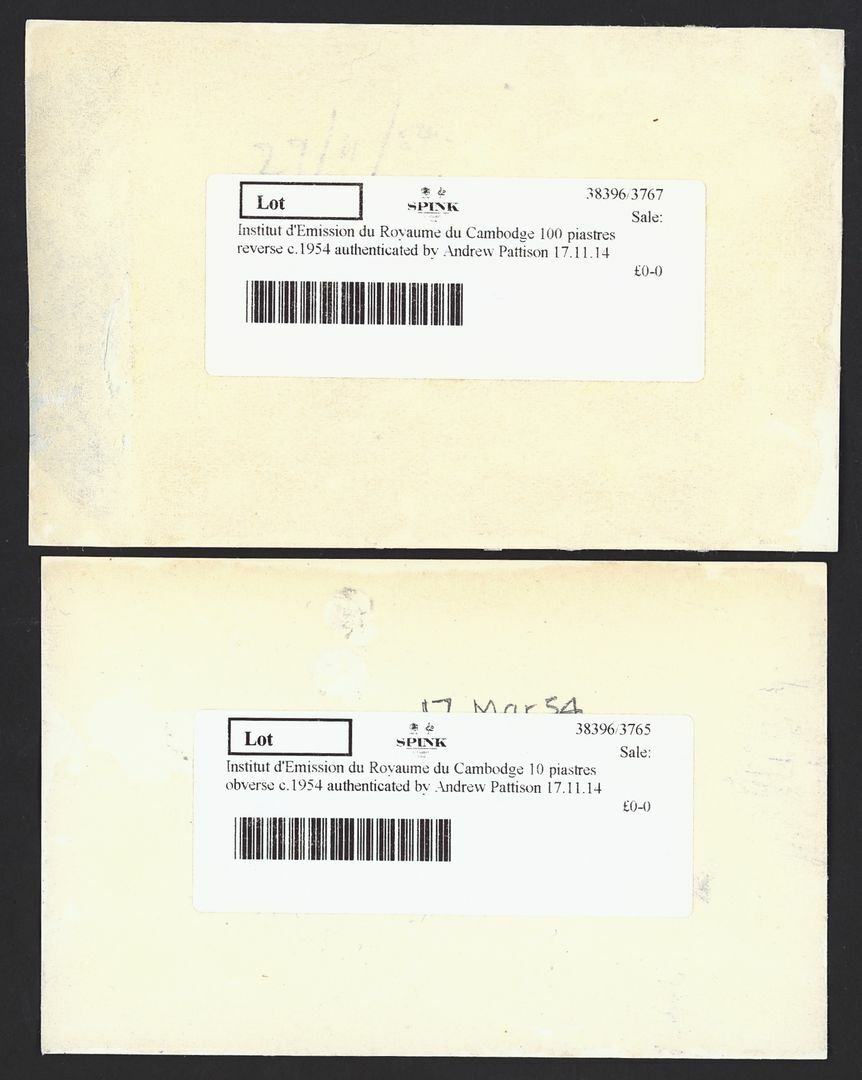 27/11/
Lot
SPINK
38396/3767
Sale:
Institut d'Emission du Royaume du Cambodge 100 piastres
reverse c.1954 authenticated by Andrew Pattison 17.11.14
£0-0
17 Mar 54
Lot
SPINK
38396/3765
Sale:
Institut d'Emission du Royaume du Cambodge 10 piastres
obverse c.1954 authenticated by Andrew Pattison 17.11.14
£0-0